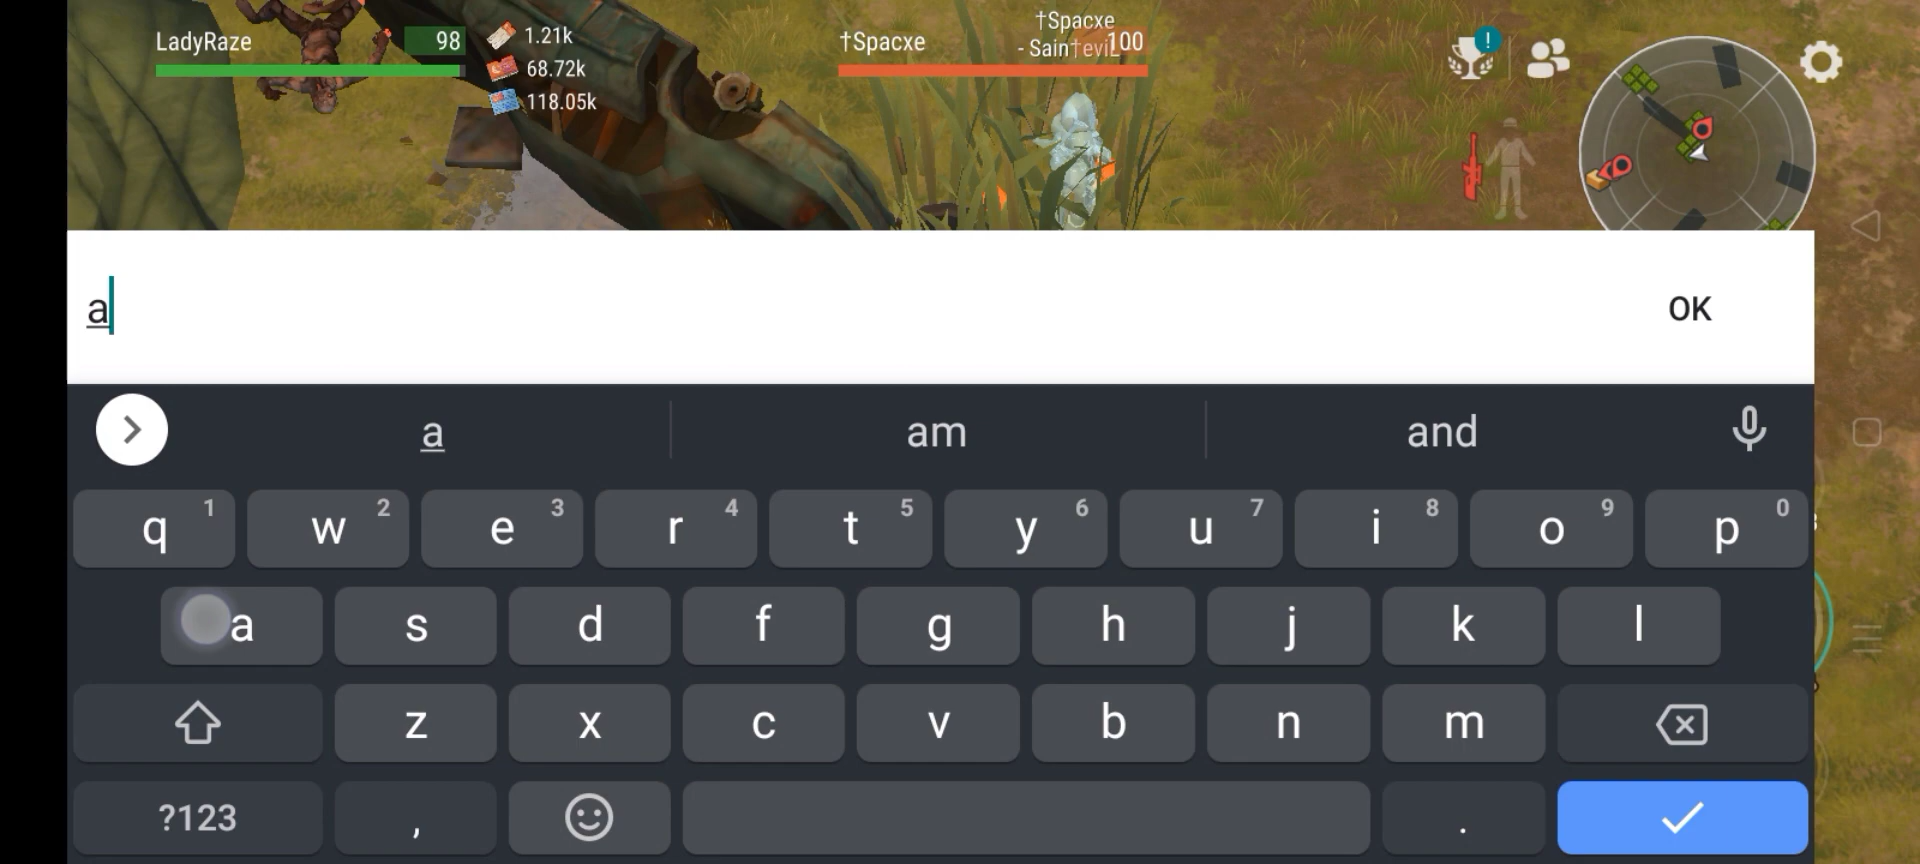 LadyRaze 98 1.21k
68.72k
118.05k
†Spacxe 100
†Spacxe
- Sain†eviL
!
a OK
a am and
q 1 w 2 e 3 r 4 t 5 y 6 u 7 i 8 o 9 p 0
a s d f g h j k l
z x c v b n m
?123 , .